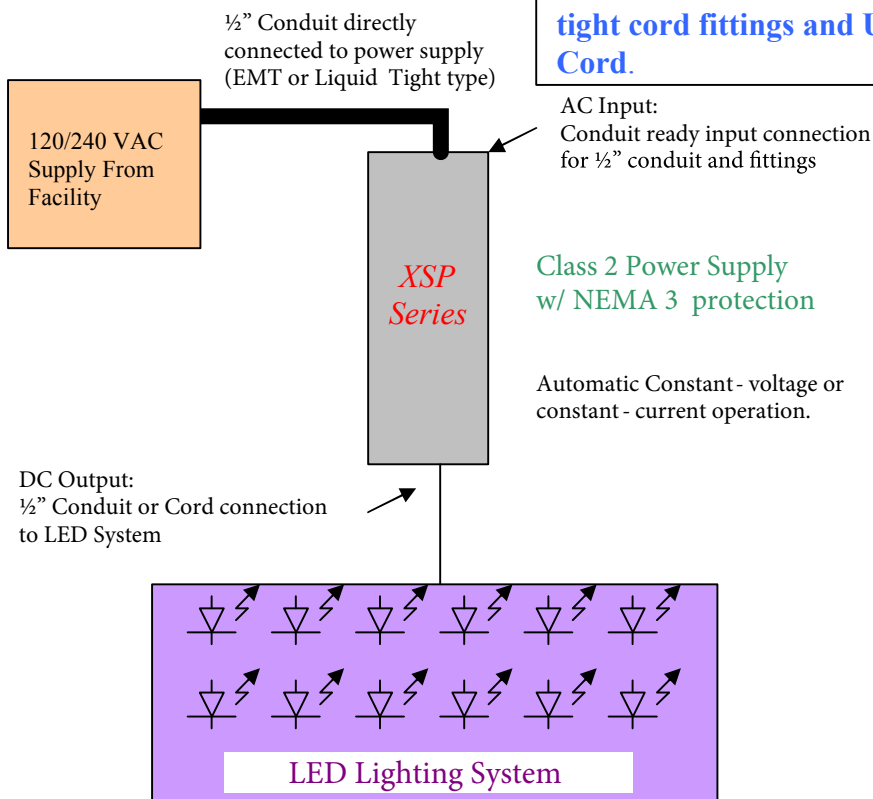 ½” Conduit directly
connected to power supply
(EMT or Liquid Tight type)
tight cord fittings and
Cord.
120/240 VAC
Supply From
Facility
AC Input:
Conduit ready input connection
for ½” conduit and fittings
XSP
Series
Class 2 Power Supply
w/ NEMA 3 protection
Automatic Constant - voltage or
constant - current operation.
DC Output:
½” Conduit or Cord connection
to LED System
LED Lighting System